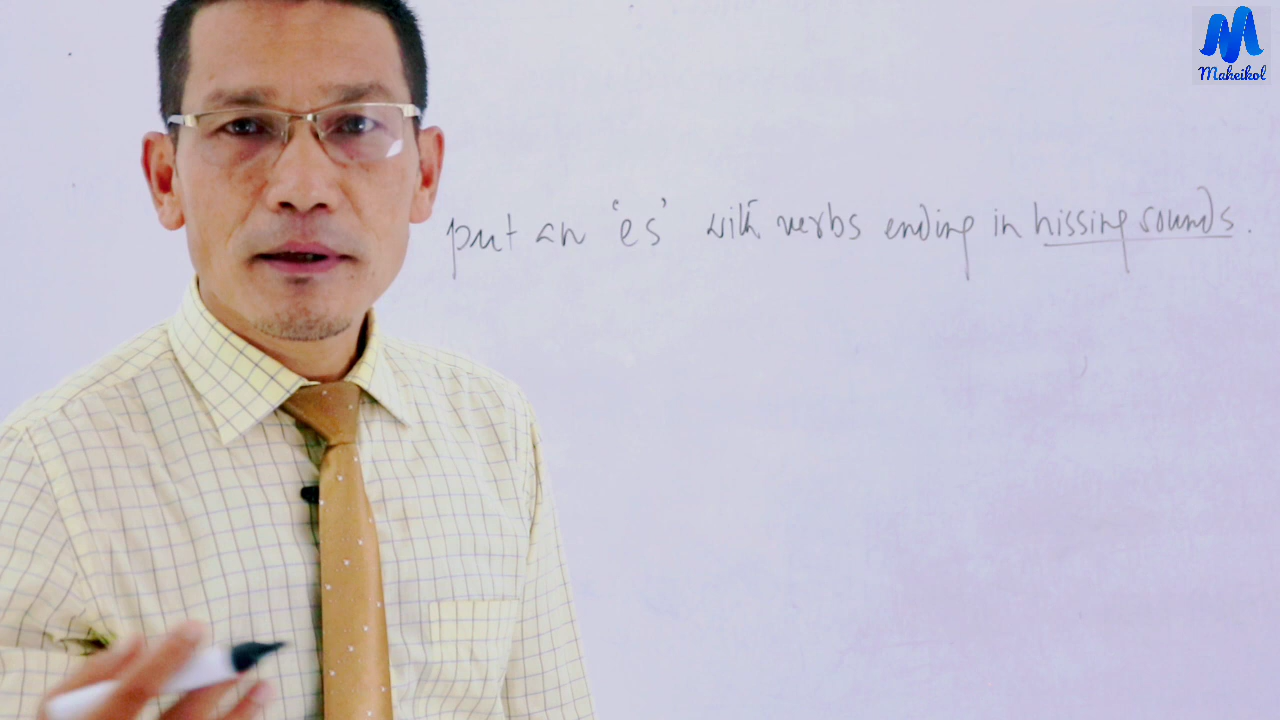 Maheikol
put an 'es' with verbs ending in hissing sounds.